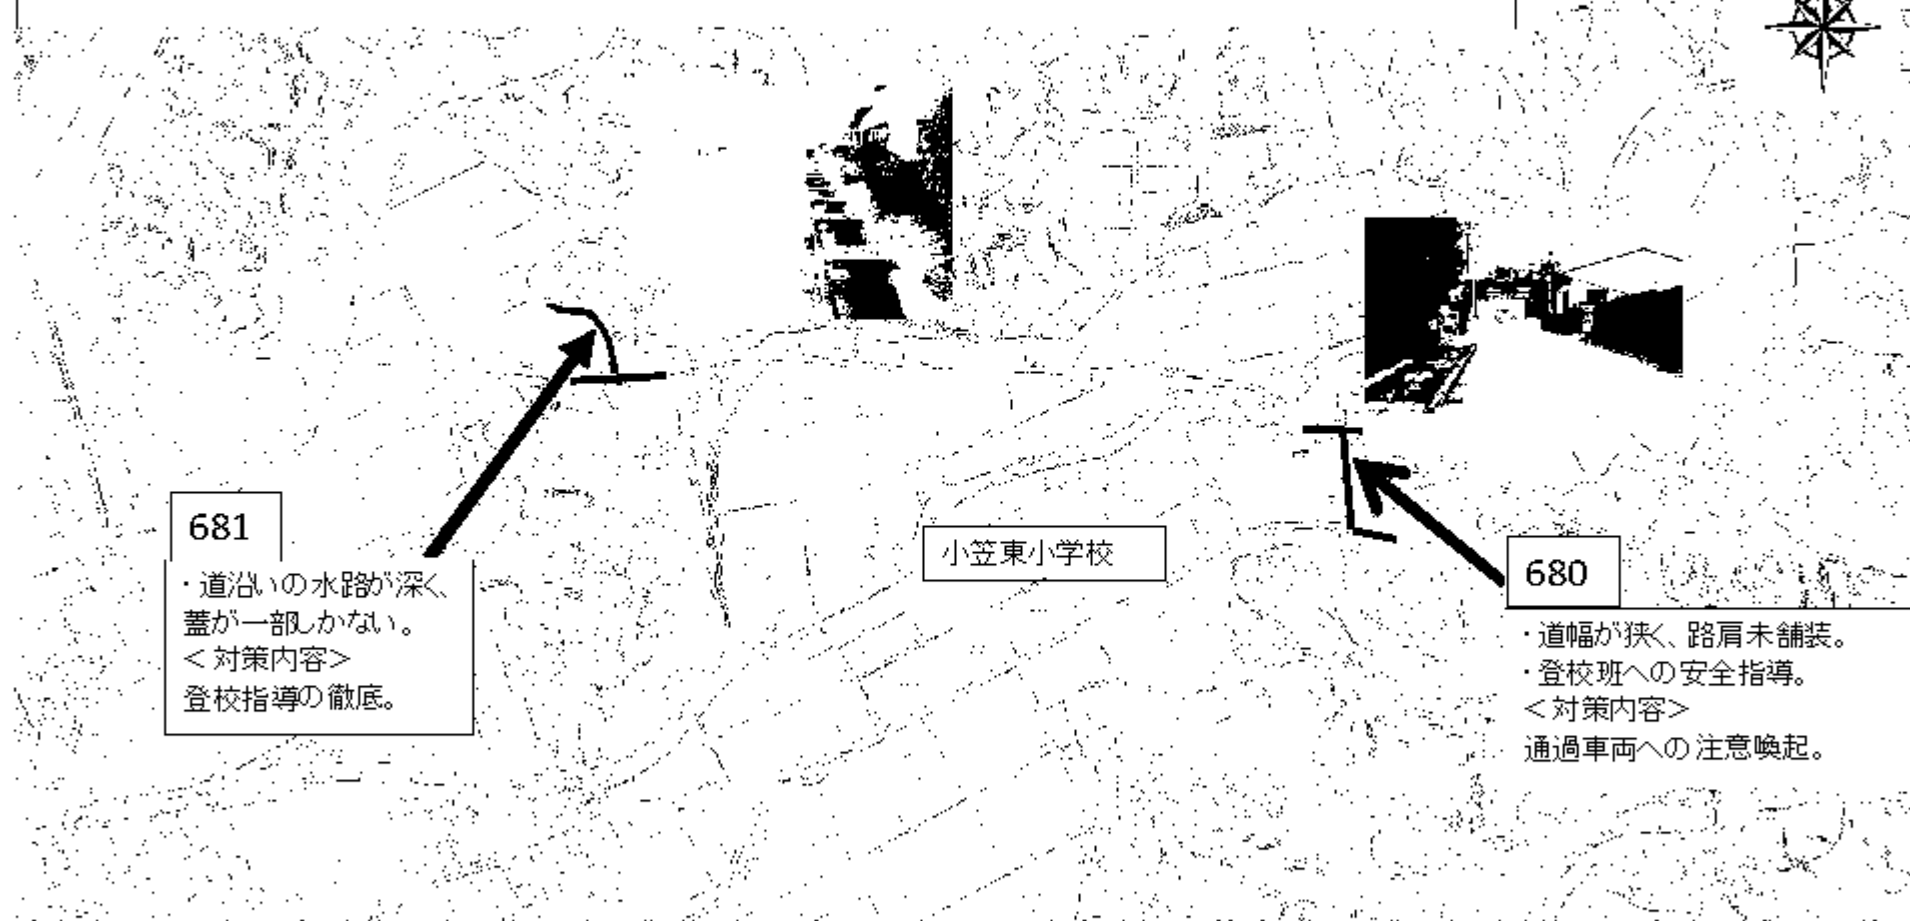 681
・道沿いの水路が深く、
蓋が一部しかない。
＜対策内容＞
登校指導の徹底。
小笠東小学校
680
・道幅が狭く、路肩未舗装。
・登校班への安全指導。
＜対策内容＞
通過車両への注意喚起。